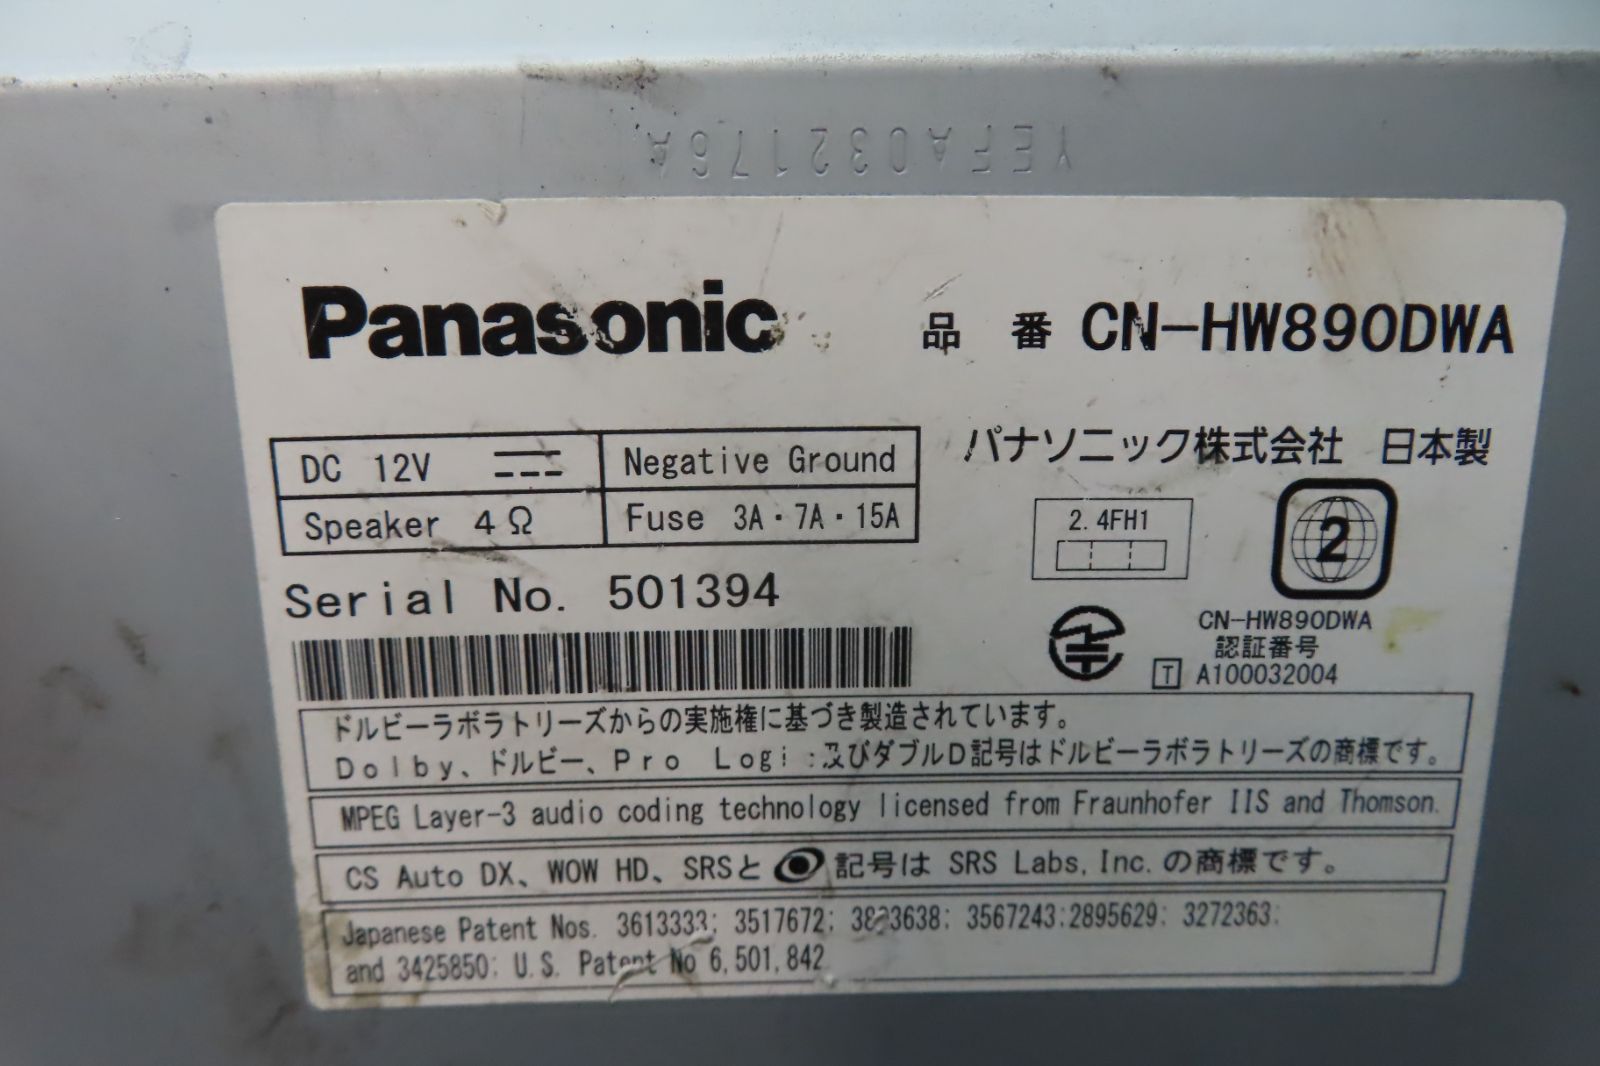 YEFA032176A
Panasonic
品 番 CN-HW890DWA
DC 12V
Negative Ground
Speaker 4Ω
Fuse 3A・7A・15A
パナソニック株式会社 日本製
2.4FH1
2
Serial No. 501394
CN-HW890DWA
認証番号
T A100032004
ドルビーラボラトリーズからの実施権に基づき製造されています。
Dolby、ドルビー、Pro Logi 及びダブルD記号はドルビーラボラトリーズの商標です。
MPEG Layer-3 audio coding technology licensed from Fraunhofer IIS and Thomson.
CS Auto DX、WOW HD、SRSと 記号は SRS Labs, Inc. の商標です。
Japanese Patent Nos. 3613333; 3517672; 3567243;2895629; 3272363;
and 3425850; U.S. Patent No 6,501,842